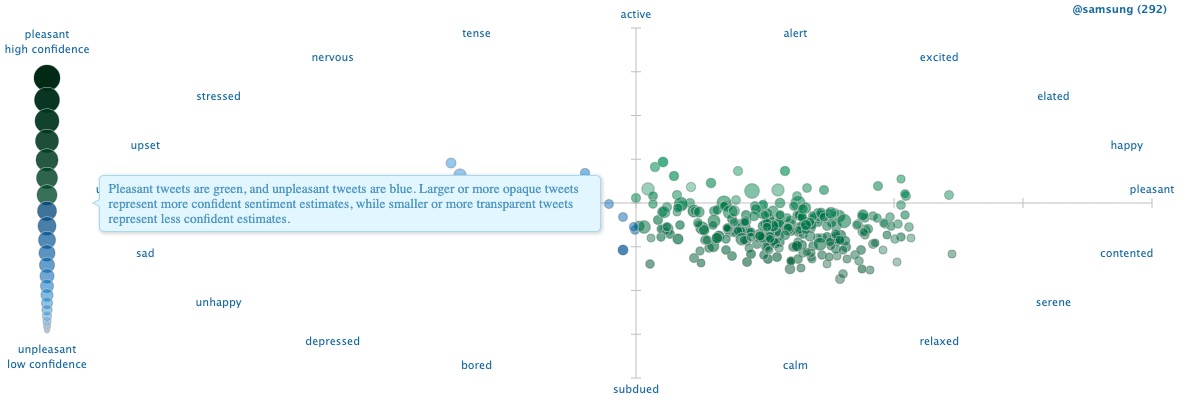 @samsung (292)
active
pleasant
high confidence
tense
alert
nervous
excited
stressed
elated
upset
happy
pleasant
Pleasant tweets are green, and unpleasant tweets are blue. Larger or more opaque tweets
represent more confident sentiment estimates, while smaller or more transparent tweets
represent less confident estimates.
sad
contented
unhappy
serene
depressed
relaxed
unpleasant
low confidence
bored
calm
subdued